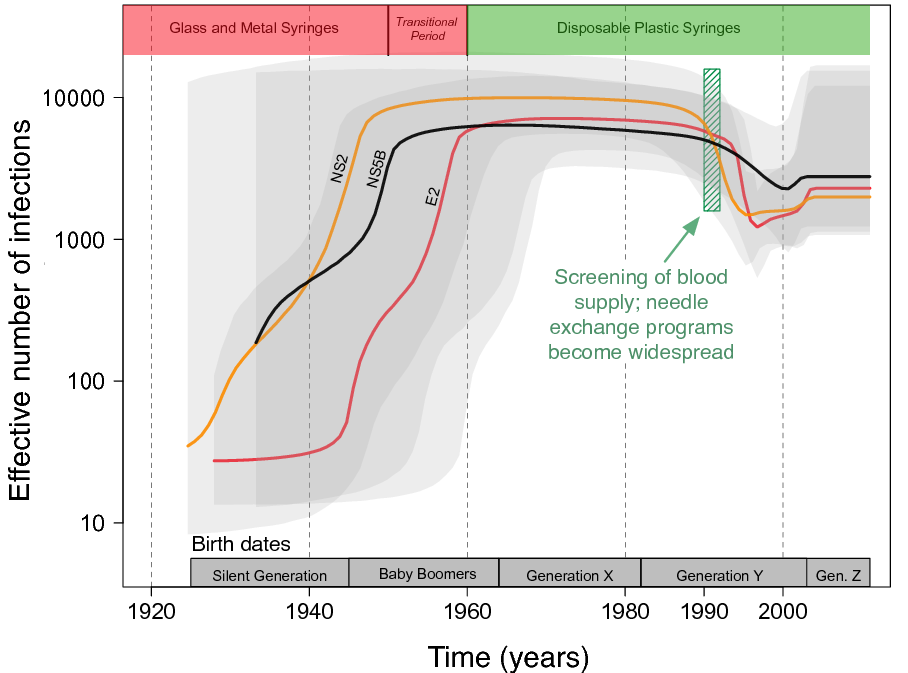 Glass and Metal Syringes
Transitional
Period
Disposable Plastic Syringes
Effective number of infections
10000
1000
100
10
NS2
NS5B
E2
Screening of blood
supply; needle
exchange programs
become widespread
Birth dates
Silent Generation
Baby Boomers
Generation X
Generation Y
Gen. Z
1920
1940
1960
1980
1990
2000
Time (years)